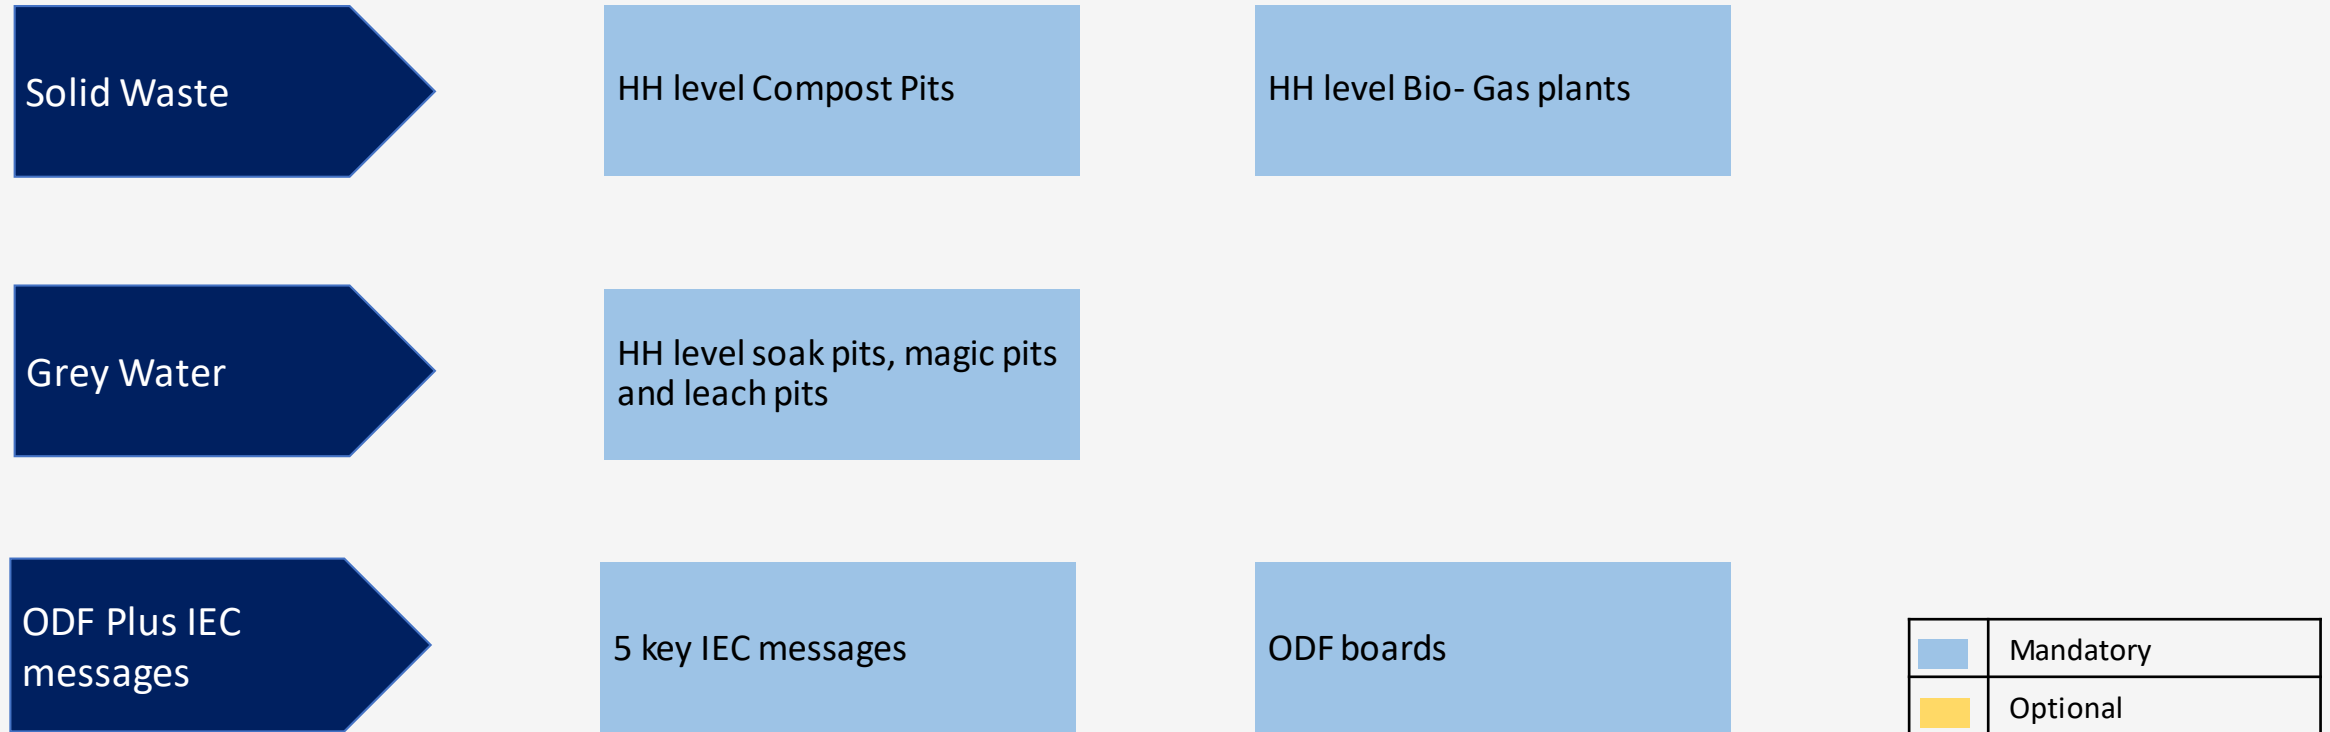 Solid Waste
HH level Compost Pits
HH level Bio- Gas plants
Grey Water
HH level soak pits, magic pits
and leach pits
ODF Plus IEC
messages
5 key IEC messages
ODF boards
Mandatory
Optional